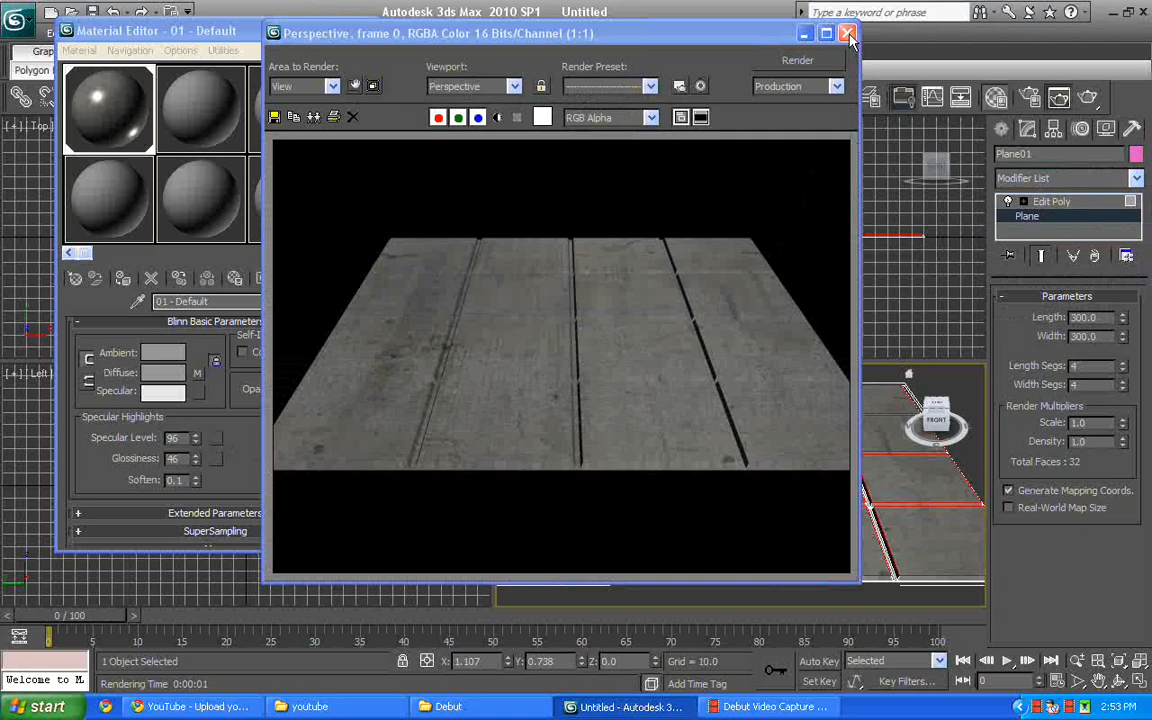 Autodesk 3ds Max 2010 SP1 Untitled
Type a keyword or phrase
Material Editor - 01 - Default
Perspective, frame 0, RGBA Color 16 Bits/Channel (1:1)
Material Navigation Options Utilities
Polygon
Area to Render:
Viewport:
Render Preset:
Render
View
Perspective
Production
RGB Alpha
[+] Top
[+] Left
01 - Default
Blinn Basic Parameters
Ambient:
Diffuse:
M
Specular:
Specular Highlights
Specular Level: 96
Glossiness: 46
Soften: 0.1
Extended Parameters
SuperSampling
Plane01
Modifier List
Edit Poly
Plane
Parameters
Length: 300.0
Width: 300.0
Length Segs: 4
Width Segs: 4
Render Multipliers
Scale: 1.0
Density: 1.0
Total Faces : 32
Generate Mapping Coords.
Real-World Map Size
FRONT
0 / 100
0 5 10 15 20 25 30 35 40 45 50 55 60 65 70 75 80 85 90 95 100
1 Object Selected
X: 1.107
Y: 0.738
Z: 0.0
Grid = 10.0
Auto Key
Selected
Welcome to M
Rendering Time 0:00:01
Add Time Tag
Set Key
Key Filters...
0
start
YouTube - Upload yo...
youtube
Debut
Untitled - Autodesk 3...
Debut Video Capture ...
2:53 PM